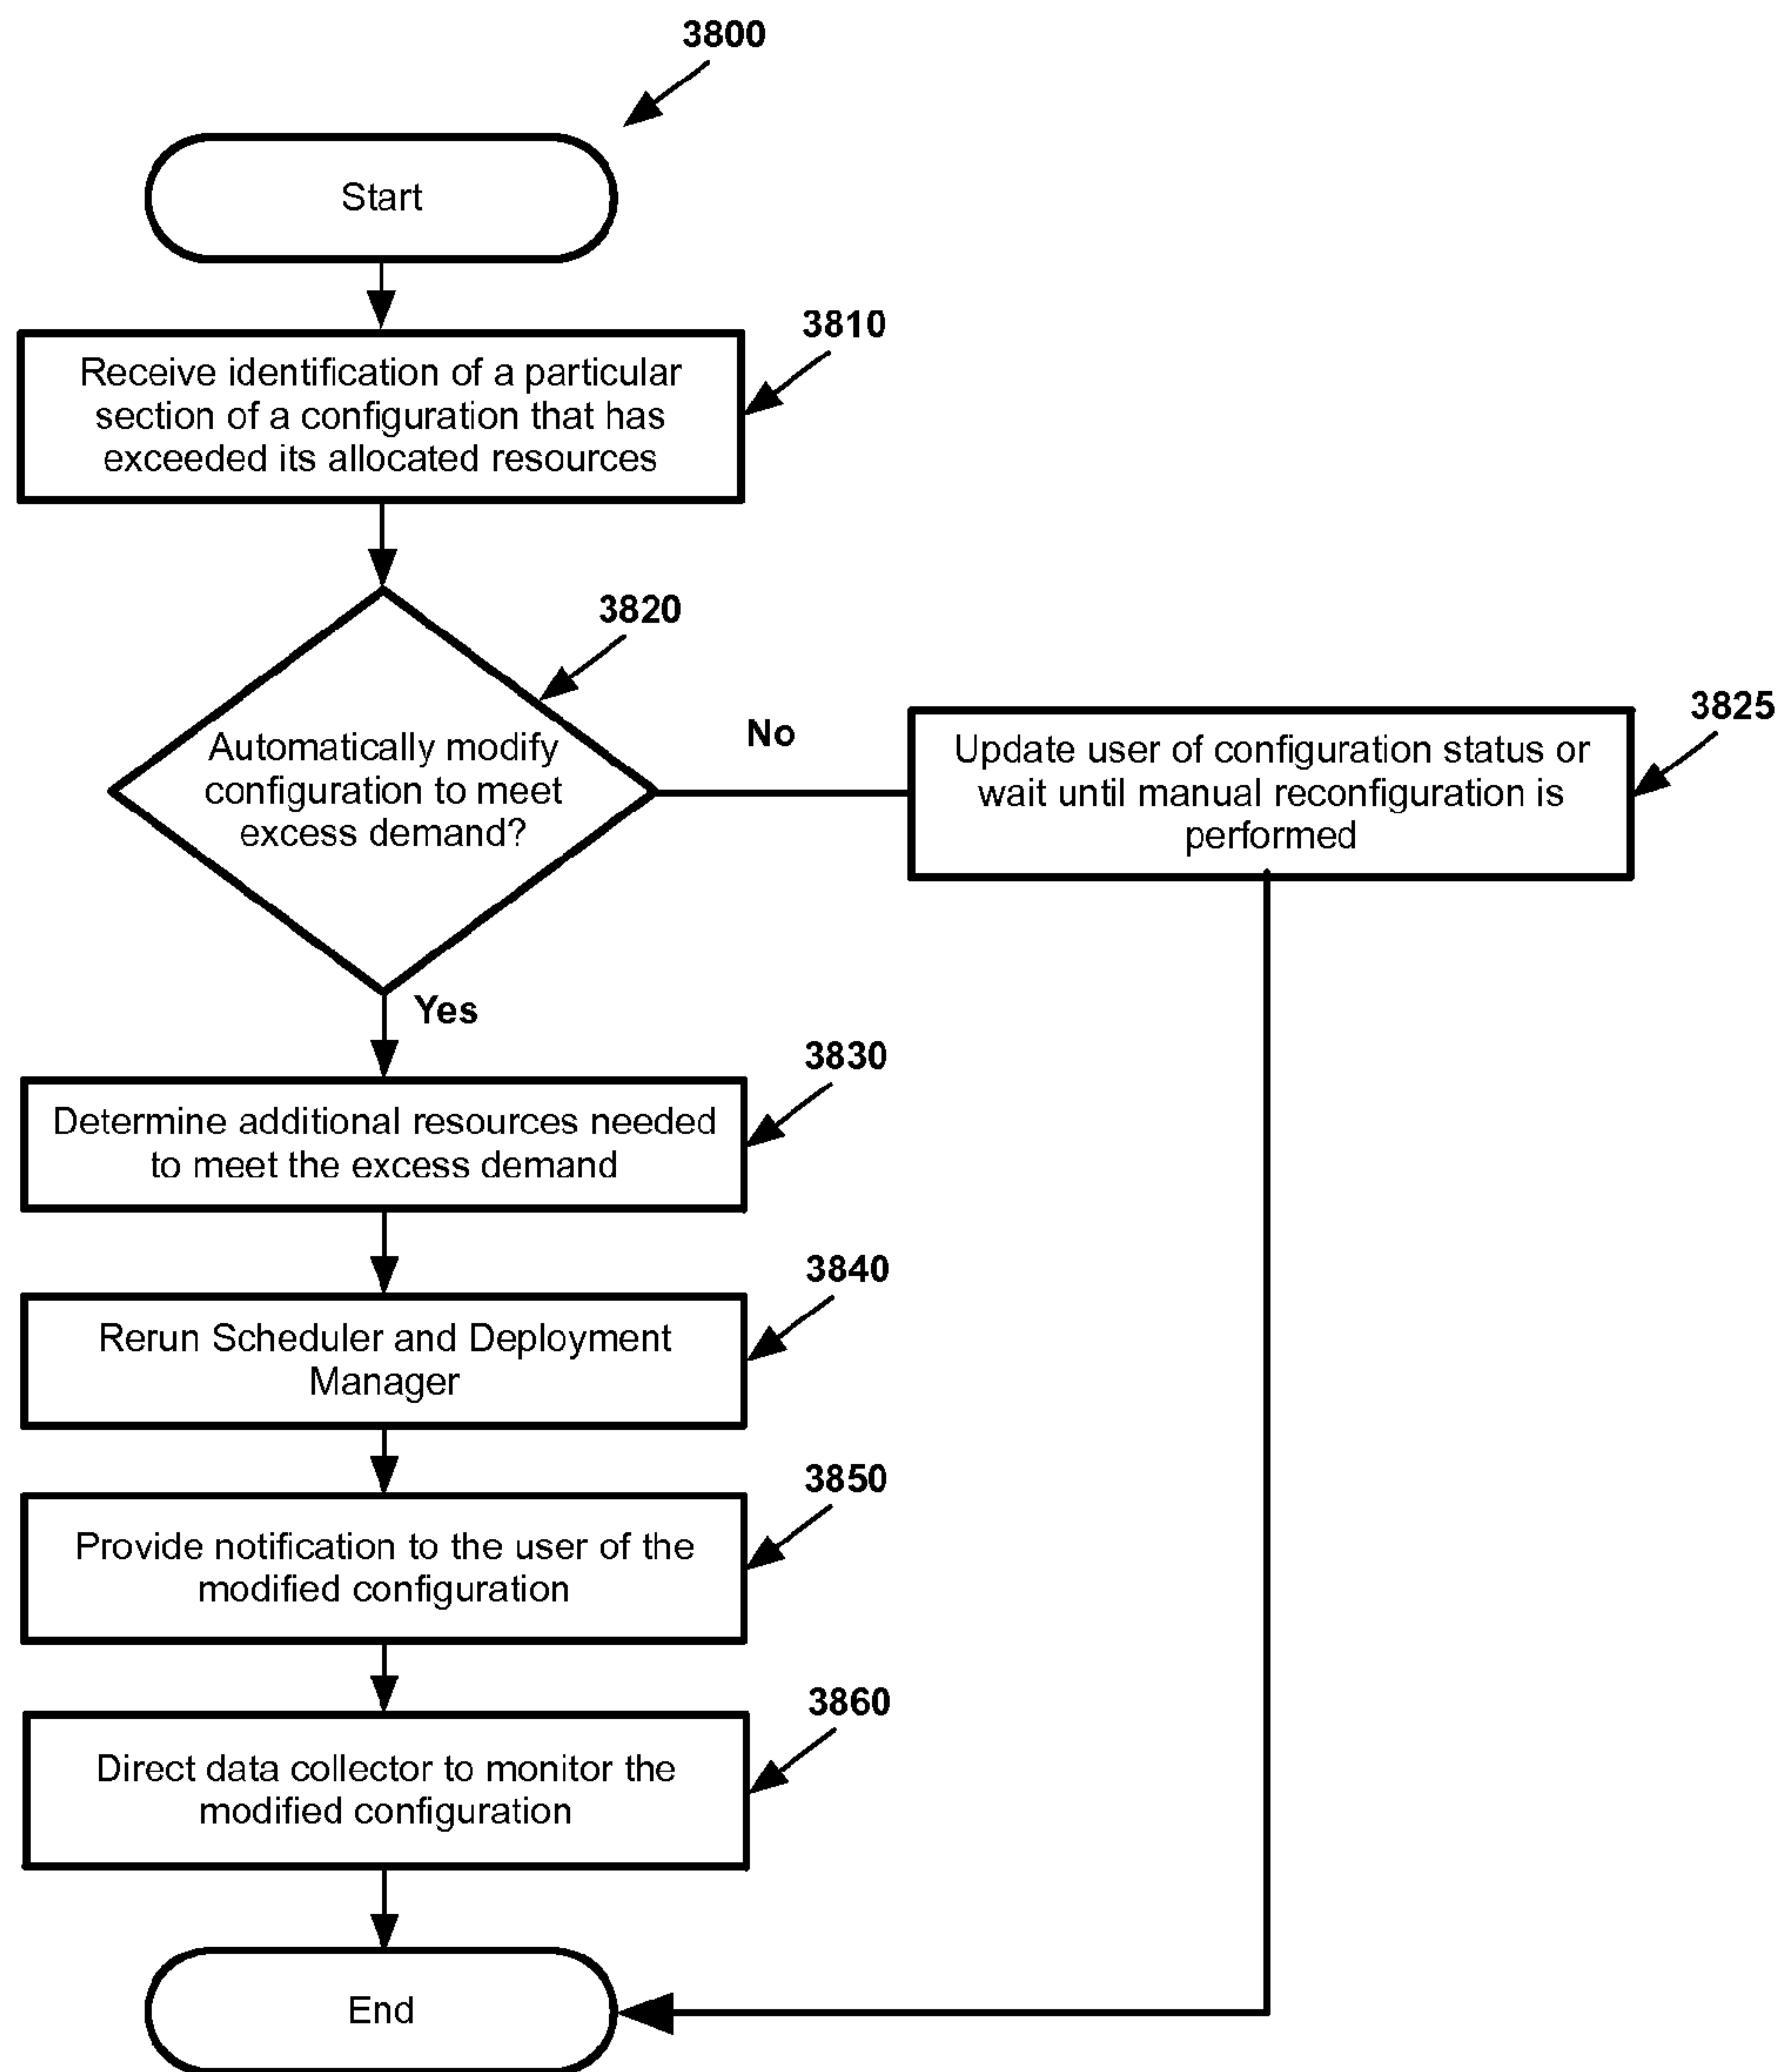 3800
Start
3810
Receive identification of a particular
section of a configuration that has
exceeded its allocated resources
3820
Automatically modify
configuration to meet
excess demand?
No
3825
Update user of configuration status or
wait until manual reconfiguration is
performed
Yes
3830
Determine additional resources needed
to meet the excess demand
3840
Rerun Scheduler and Deployment
Manager
3850
Provide notification to the user of the
modified configuration
3860
Direct data collector to monitor the
modified configuration
End